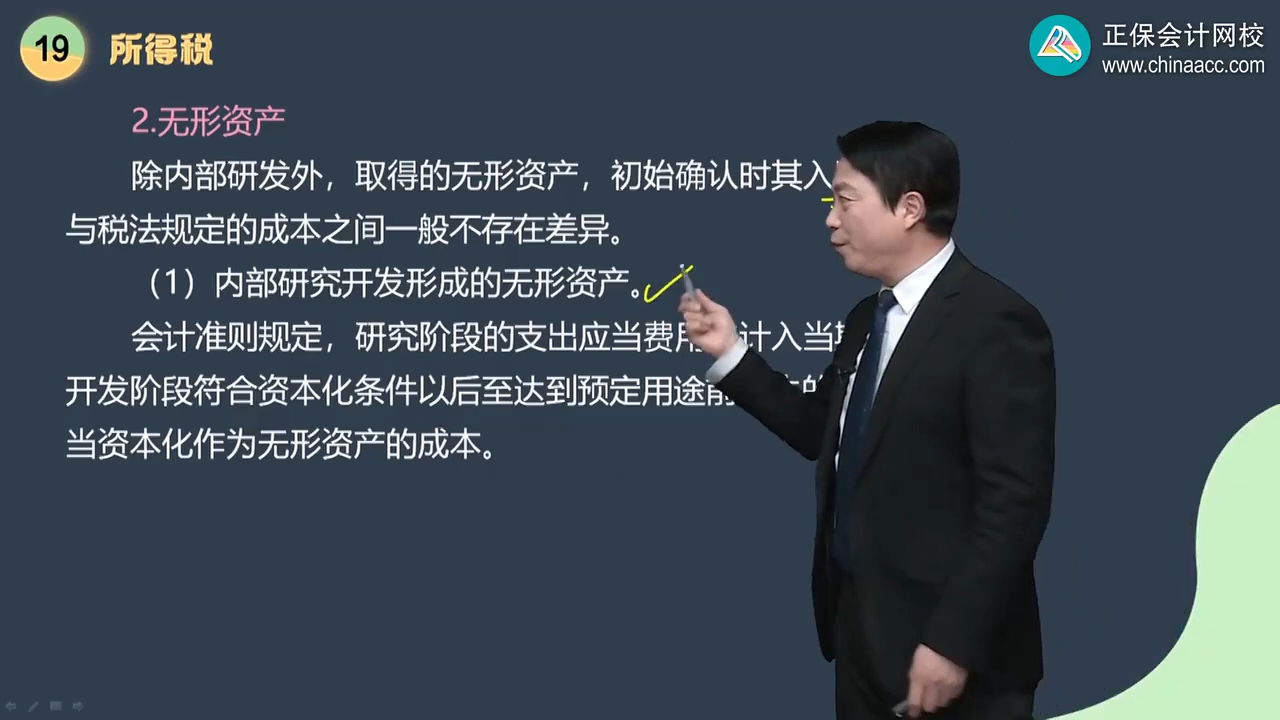 19 所得税
正保会计网校
www.chinaacc.com
2.无形资产
除内部研发外，取得的无形资产，初始确认时其入
与税法规定的成本之间一般不存在差异。
（1）内部研究开发形成的无形资产。
会计准则规定，研究阶段的支出应当费用 计入当
开发阶段符合资本化条件以后至达到预定用途前 的
当资本化作为无形资产的成本。